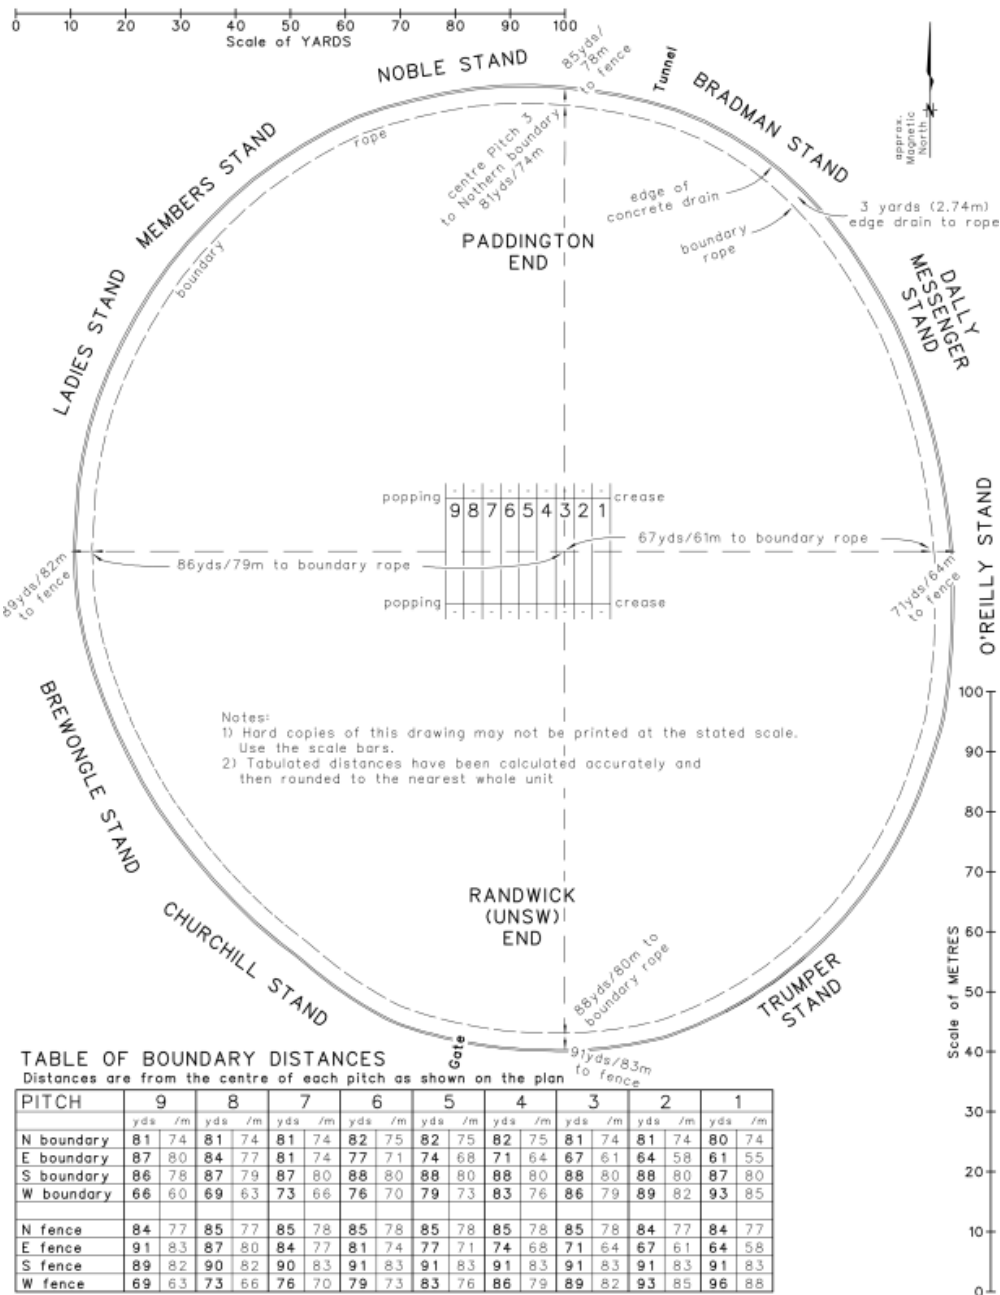 0 10 20 30 40 50 60 70 80 90 100
Scale of YARDS
NOBLE STAND
85yds/
78m
to fence
Tunnel
BRADMAN STAND
approx.
Magnetic
North
MEMBERS STAND
rope
boundary
centre Pitch 3
to Nothern boundary
81yds/74m
edge of
concrete drain
3 yards (2.74m)
edge drain to rope
boundary
rope
PADDINGTON
END
DALLY
MESSENGER
STAND
LADIES STAND
popping
crease
9 8 7 6 5 4 3 2 1
67yds/61m to boundary rope
86yds/79m to boundary rope
89yds/82m
to fence
71yds/64m
to fence
popping
crease
O'REILLY STAND
BREWONGLE STAND
Notes:
1) Hard copies of this drawing may not be printed at the stated scale.
Use the scale bars.
2) Tabulated distances have been calculated accurately and
then rounded to the nearest whole unit
RANDWICK
(UNSW)
END
CHURCHILL STAND
88yds/80m to
boundary rope
TRUMPER
STAND
Gate
91yds/83m
to fence
100
90
80
70
60
50
40
30
20
10
0
Scale of METRES
TABLE OF BOUNDARY DISTANCES
Distances are from the centre of each pitch as shown on the plan
PITCH 9 8 7 6 5 4 3 2 1
yds /m yds /m yds /m yds /m yds /m yds /m yds /m yds /m yds /m
N boundary 81 74 81 74 81 74 82 75 82 75 82 75 81 74 81 74 80 74
E boundary 87 80 84 77 81 74 77 71 74 68 71 64 67 61 64 58 61 55
S boundary 86 78 87 79 87 80 88 80 88 80 88 80 88 80 88 80 87 80
W boundary 66 60 69 63 73 66 76 70 79 73 83 76 86 79 89 82 93 85
N fence 84 77 85 77 85 78 85 78 85 78 85 78 85 78 84 77 84 77
E fence 91 83 87 80 84 77 81 74 77 71 74 68 71 64 67 61 64 58
S fence 89 82 90 82 90 83 91 83 91 83 91 83 91 83 91 83 91 83
W fence 69 63 73 66 76 70 79 73 83 76 86 79 89 82 93 85 96 88